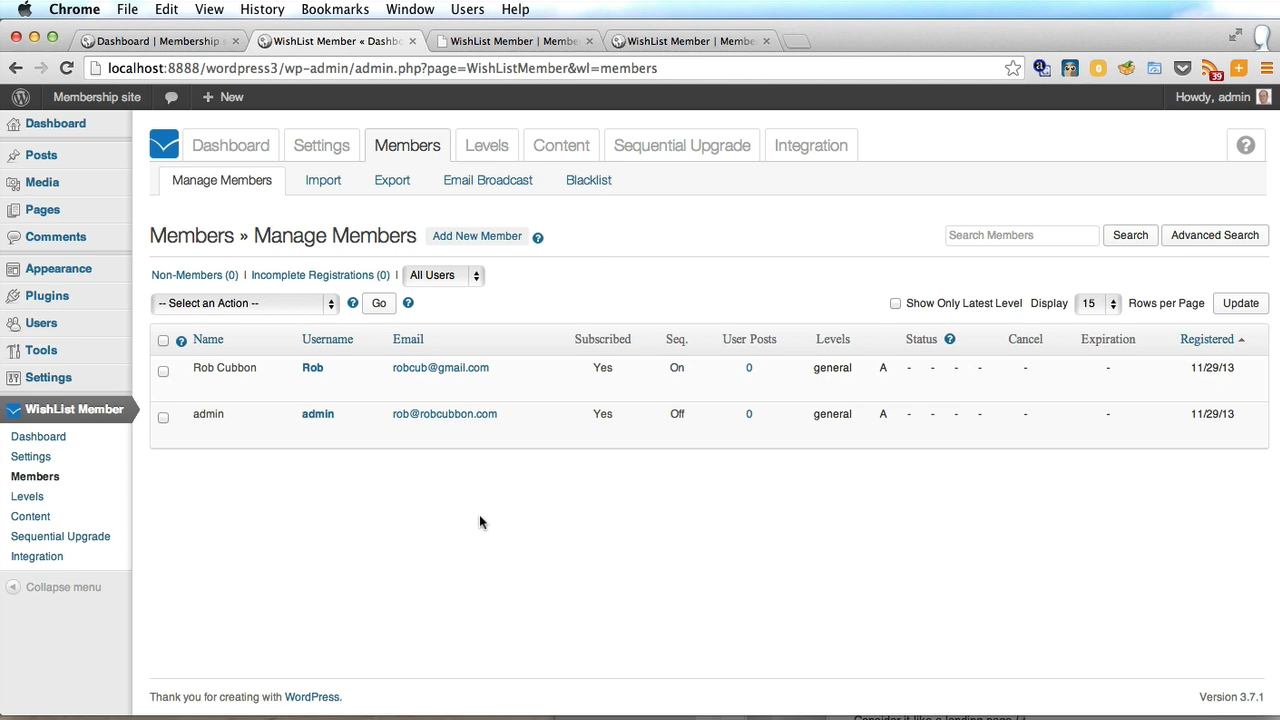 Chrome File Edit View History Bookmarks Window Users Help
Dashboard | Membership s × WishList Member « Dashbo × WishList Member | Membe × WishList Member | Membe ×
localhost:8888/wordpress3/wp-admin/admin.php?page=WishListMember&wl=members
39
Membership site + New Howdy, admin
Dashboard
Posts
Media
Pages
Comments
Appearance
Plugins
Users
Tools
Settings
WishList Member
Dashboard
Settings
Members
Levels
Content
Sequential Upgrade
Integration
Collapse menu
Dashboard Settings Members Levels Content Sequential Upgrade Integration ?
Manage Members Import Export Email Broadcast Blacklist
Members » Manage Members Add New Member ? Search Members Search Advanced Search
Non-Members (0) | Incomplete Registrations (0) | All Users
-- Select an Action -- ? Go ? Show Only Latest Level Display 15 Rows per Page Update
? Name Username Email Subscribed Seq. User Posts Levels Status ? Cancel Expiration Registered
Rob Cubbon Rob robcub@gmail.com Yes On 0 general A - - - - - - 11/29/13
admin admin rob@robcubbon.com Yes Off 0 general A - - - - - - 11/29/13
Thank you for creating with WordPress. Version 3.7.1